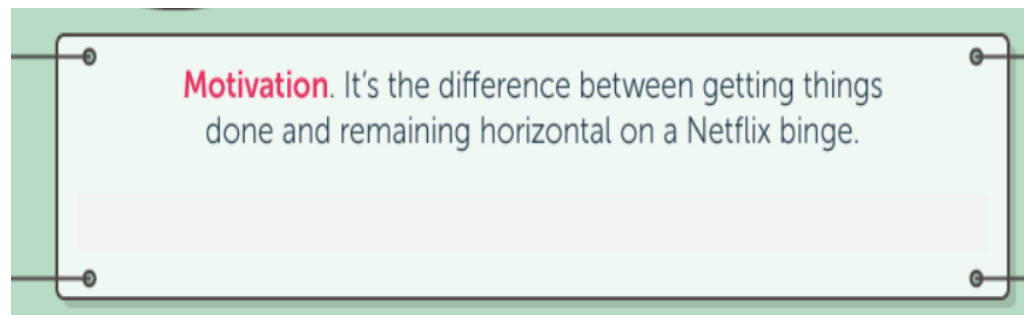 Motivation. It's the difference between getting things
done and remaining horizontal on a Netflix binge.